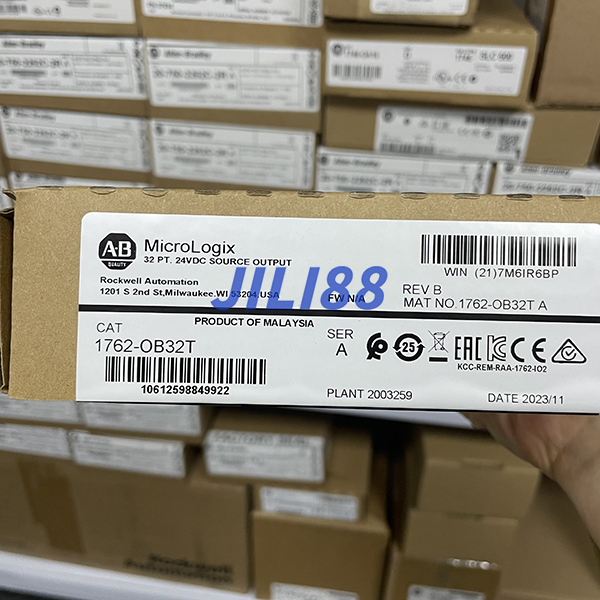 A·B
QUALITY
MicroLogix
32 PT. 24VDC SOURCE OUTPUT
Rockwell Automation
1201 S 2nd St,Milwaukee.WI 53204,USA
JILI88
FW N/A
WIN (21)7M6IR6BP
REV B
MAT NO.1762-OB32T A
PRODUCT OF MALAYSIA
CAT
1762-OB32T
10612598849922
SER
A
25
EAC
CE
KCC-REM-RAA-1762-IO2
PLANT 2003259
DATE 2023/11